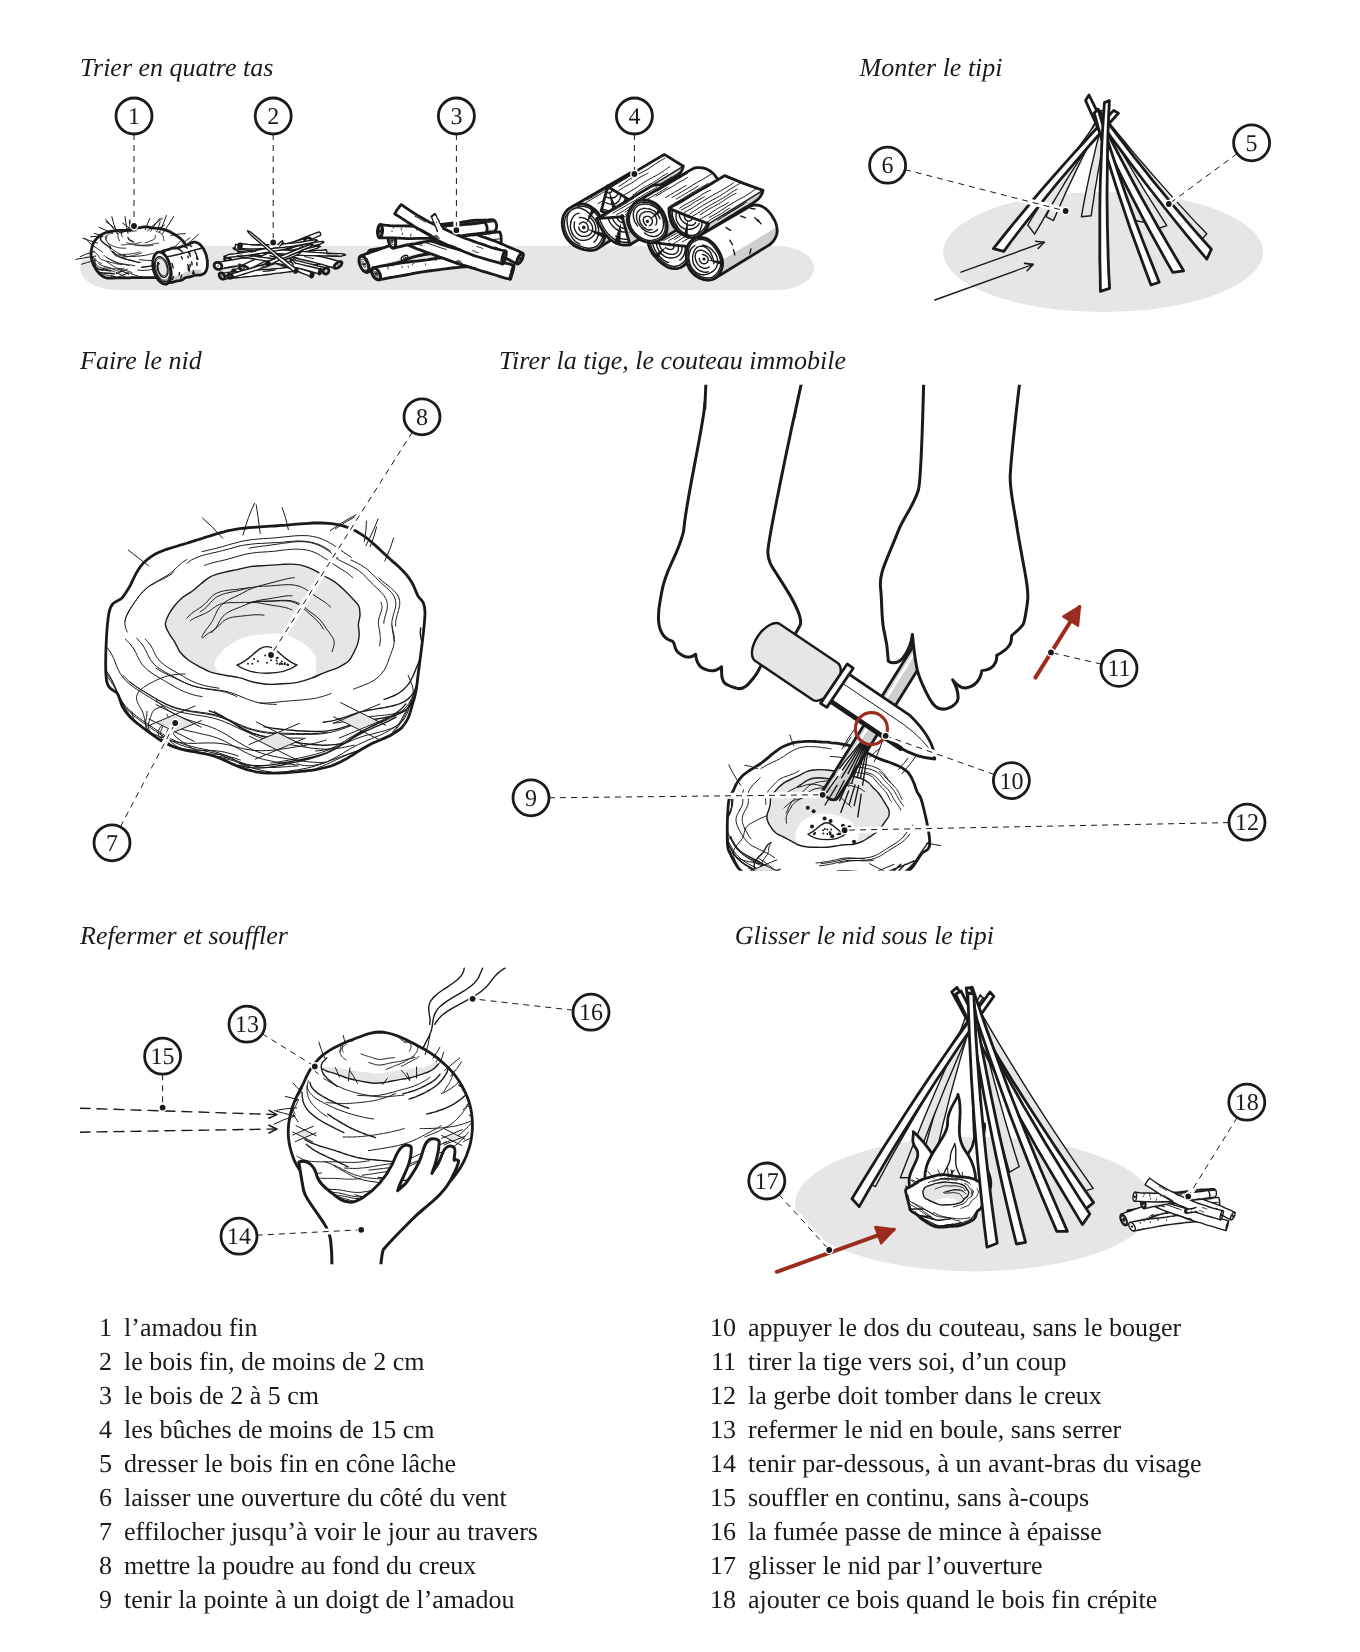 Trier en quatre tas
Monter le tipi
1
2
3
4
5
6
Faire le nid
Tirer la tige, le couteau immobile
8
7
11
10
9
12
Refermer et souffler
Glisser le nid sous le tipi
16
13
15
14
18
17
1 l’amadou fin
2 le bois fin, de moins de 2 cm
3 le bois de 2 à 5 cm
4 les bûches de moins de 15 cm
5 dresser le bois fin en cône lâche
6 laisser une ouverture du côté du vent
7 effilocher jusqu’à voir le jour au travers
8 mettre la poudre au fond du creux
9 tenir la pointe à un doigt de l’amadou
10 appuyer le dos du couteau, sans le bouger
11 tirer la tige vers soi, d’un coup
12 la gerbe doit tomber dans le creux
13 refermer le nid en boule, sans serrer
14 tenir par-dessous, à un avant-bras du visage
15 souffler en continu, sans à-coups
16 la fumée passe de mince à épaisse
17 glisser le nid par l’ouverture
18 ajouter ce bois quand le bois fin crépite